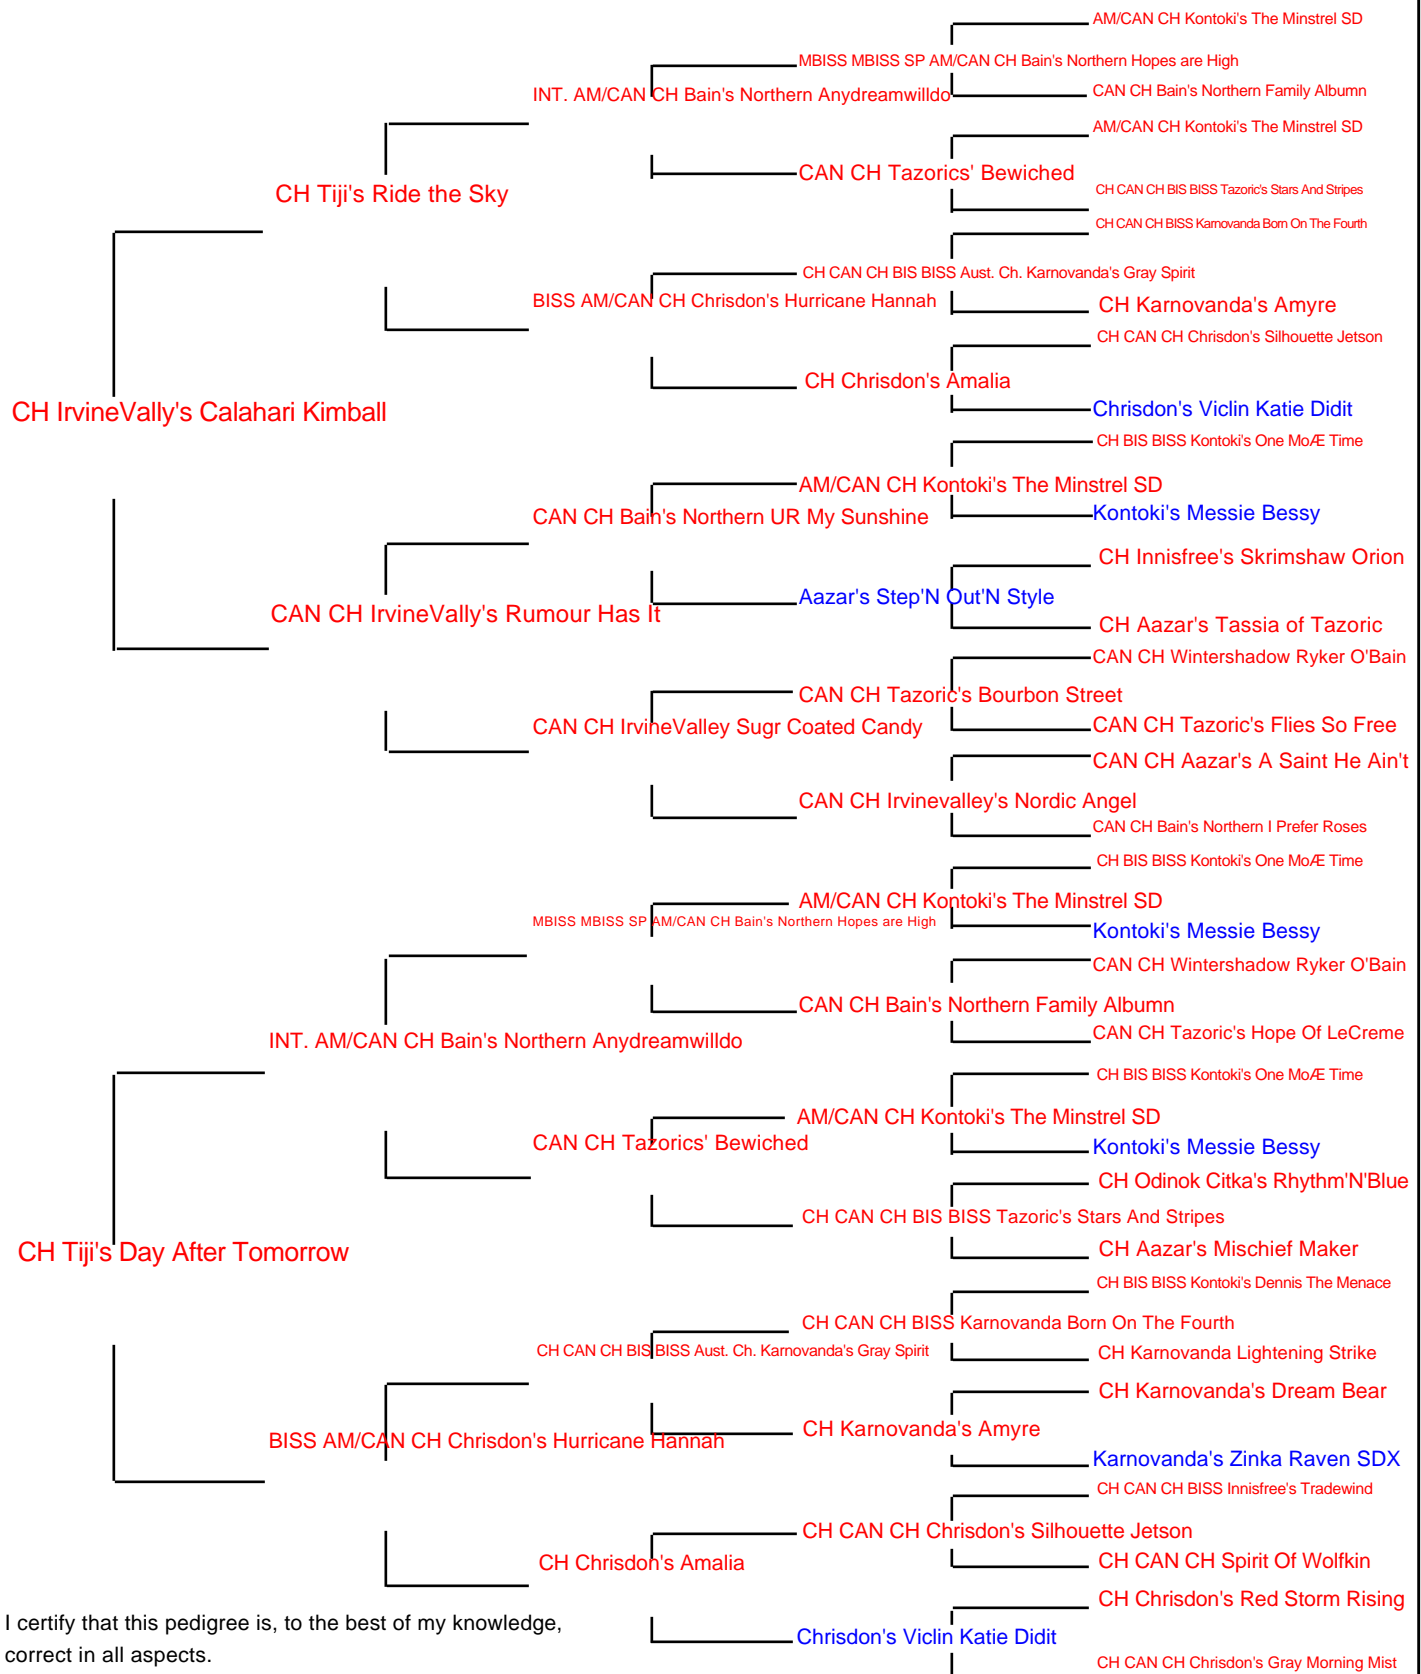 AM/CAN CH Kontoki's The Minstrel SD
MBISS MBISS SP AM/CAN CH Bain's Northern Hopes are High
INT. AM/CAN CH Bain's Northern Anydreamwilldo
CAN CH Bain's Northern Family Albumn
AM/CAN CH Kontoki's The Minstrel SD
CAN CH Tazorics' Bewiched
CH Tiji's Ride the Sky
CH CAN CH BIS BISS Tazoric's Stars And Stripes
CH CAN CH BISS Karnovanda Born On The Fourth
CH CAN CH BIS BISS Aust. Ch. Karnovanda's Gray Spirit
BISS AM/CAN CH Chrisdon's Hurricane Hannah
CH Karnovanda's Amyre
CH CAN CH Chrisdon's Silhouette Jetson
CH Chrisdon's Amalia
CH IrvineVally's Calahari Kimball
Chrisdon's Viclin Katie Didit
CH BIS BISS Kontoki's One MoÆ Time
AM/CAN CH Kontoki's The Minstrel SD
CAN CH Bain's Northern UR My Sunshine
Kontoki's Messie Bessy
CH Innisfree's Skrimshaw Orion
Aazar's Step'N Out'N Style
CAN CH IrvineVally's Rumour Has It
CH Aazar's Tassia of Tazoric
CAN CH Wintershadow Ryker O'Bain
CAN CH Tazoric's Bourbon Street
CAN CH IrvineValley Sugr Coated Candy
CAN CH Tazoric's Flies So Free
CAN CH Aazar's A Saint He Ain't
CAN CH Irvinevalley's Nordic Angel
CAN CH Bain's Northern I Prefer Roses
CH BIS BISS Kontoki's One MoÆ Time
AM/CAN CH Kontoki's The Minstrel SD
MBISS MBISS SP AM/CAN CH Bain's Northern Hopes are High
Kontoki's Messie Bessy
CAN CH Wintershadow Ryker O'Bain
CAN CH Bain's Northern Family Albumn
INT. AM/CAN CH Bain's Northern Anydreamwilldo
CAN CH Tazoric's Hope Of LeCreme
CH BIS BISS Kontoki's One MoÆ Time
AM/CAN CH Kontoki's The Minstrel SD
CAN CH Tazorics' Bewiched
Kontoki's Messie Bessy
CH Odinok Citka's Rhythm'N'Blue
CH CAN CH BIS BISS Tazoric's Stars And Stripes
CH Tiji's Day After Tomorrow
CH Aazar's Mischief Maker
CH BIS BISS Kontoki's Dennis The Menace
CH CAN CH BISS Karnovanda Born On The Fourth
CH CAN CH BIS BISS Aust. Ch. Karnovanda's Gray Spirit
CH Karnovanda Lightening Strike
CH Karnovanda's Dream Bear
CH Karnovanda's Amyre
BISS AM/CAN CH Chrisdon's Hurricane Hannah
Karnovanda's Zinka Raven SDX
CH CAN CH BISS Innisfree's Tradewind
CH CAN CH Chrisdon's Silhouette Jetson
CH Chrisdon's Amalia
CH CAN CH Spirit Of Wolfkin
CH Chrisdon's Red Storm Rising
Chrisdon's Viclin Katie Didit
CH CAN CH Chrisdon's Gray Morning Mist
I certify that this pedigree is, to the best of my knowledge,
correct in all aspects.